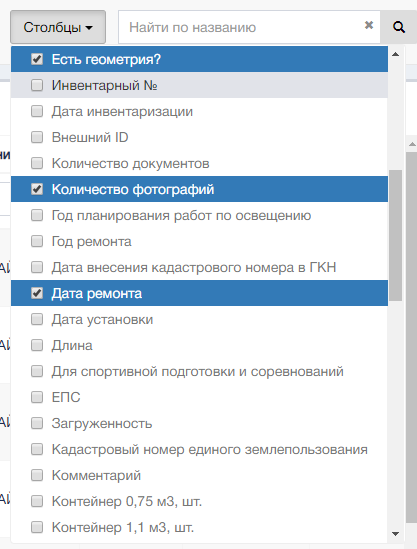 Столбцы
Найти по названию
Есть геометрия?
Инвентарный №
Дата инвентаризации
Внешний ID
Количество документов
Количество фотографий
Год планирования работ по освещению
Год ремонта
Дата внесения кадастрового номера в ГКН
Дата ремонта
Дата установки
Длина
Для спортивной подготовки и соревнований
ЕПС
Загруженность
Кадастровый номер единого землепользования
Комментарий
Контейнер 0,75 м3, шт.
Контейнер 1,1 м3, шт.